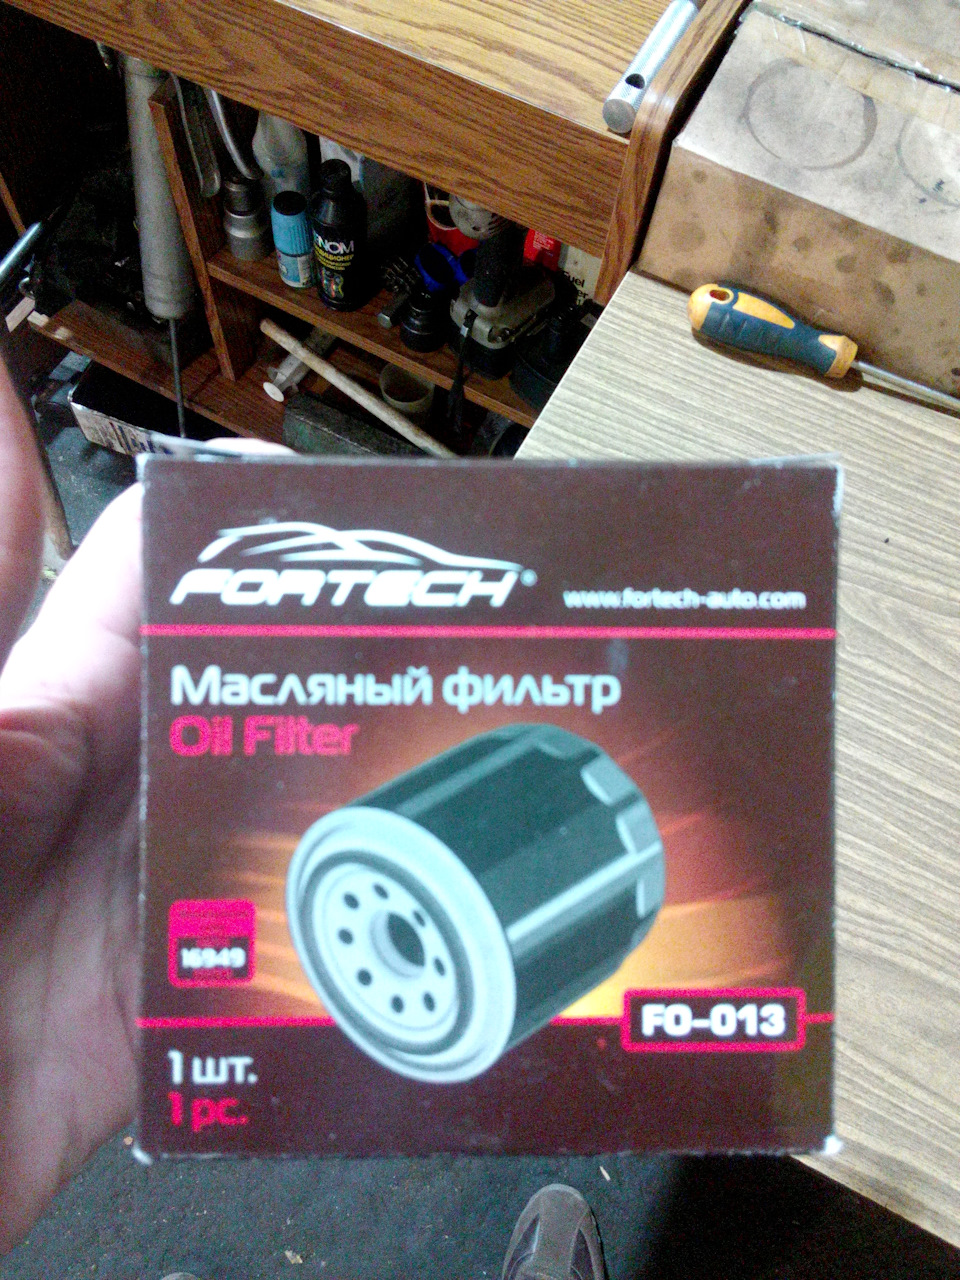 FORTECH®
www.fortech-auto.com
Масляный фильтр
Oil Filter
16949
FO-013
1 шт.
1 pc.